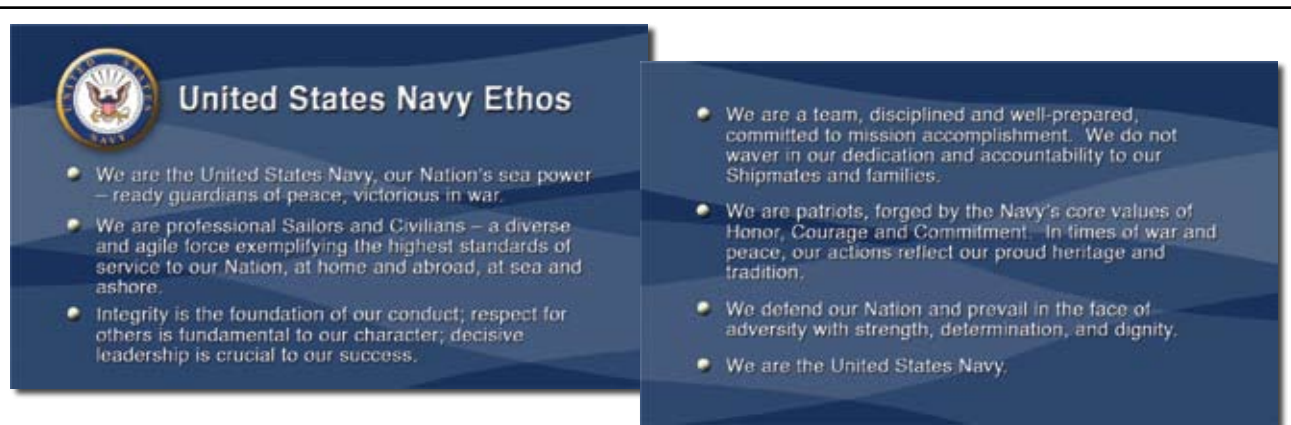 UNITED STATES
NAVY
United States Navy Ethos
We are the United States Navy, our Nation's sea power
– ready guardians of peace, victorious in war.
We are professional Sailors and Civilians – a diverse
and agile force exemplifying the highest standards of
service to our Nation, at home and abroad, at sea and
ashore.
Integrity is the foundation of our conduct; respect for
others is fundamental to our character; decisive
leadership is crucial to our success.
We are a team, disciplined and well-prepared,
committed to mission accomplishment. We do not
waver in our dedication and accountability to our
Shipmates and families.
We are patriots, forged by the Navy's core values of
Honor, Courage and Commitment. In times of war and
peace, our actions reflect our proud heritage and
tradition.
We defend our Nation and prevail in the face of
adversity with strength, determination, and dignity.
We are the United States Navy.